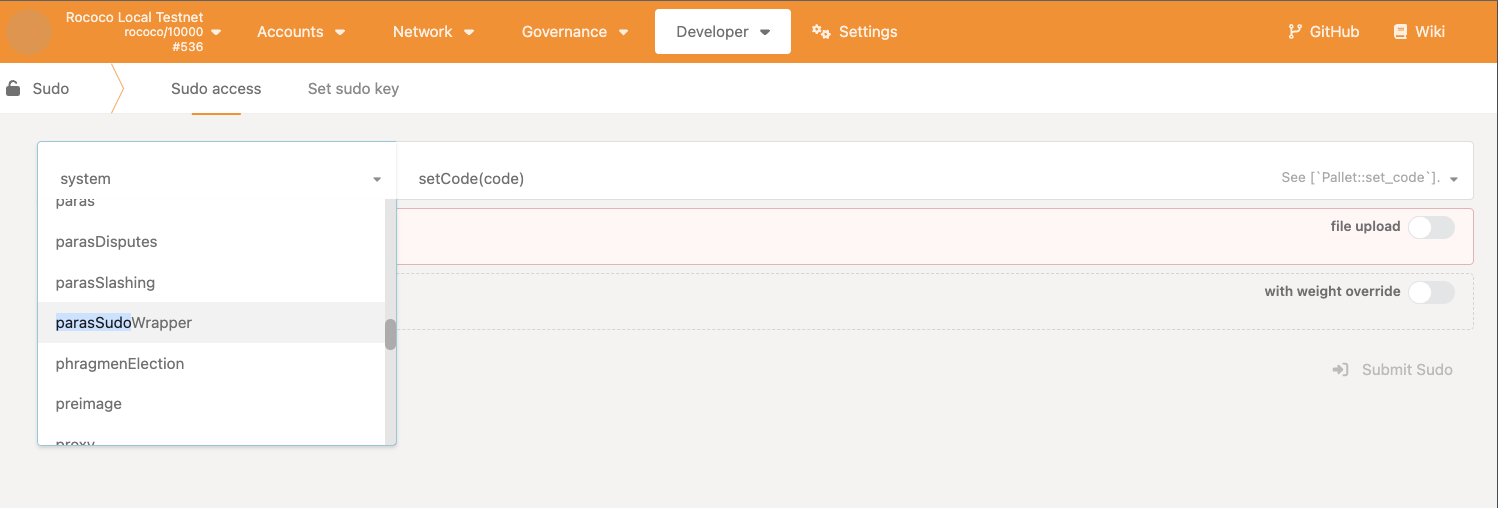 Rococo Local Testnet
rococo/10000
#536
Accounts
Network
Governance
Developer
Settings
GitHub
Wiki
Sudo
Sudo access
Set sudo key
system
setCode(code)
See [`Pallet::set_code`].
paras
parasDisputes
parasSlashing
parasSudoWrapper
phragmenElection
preimage
proxy
file upload
with weight override
Submit Sudo